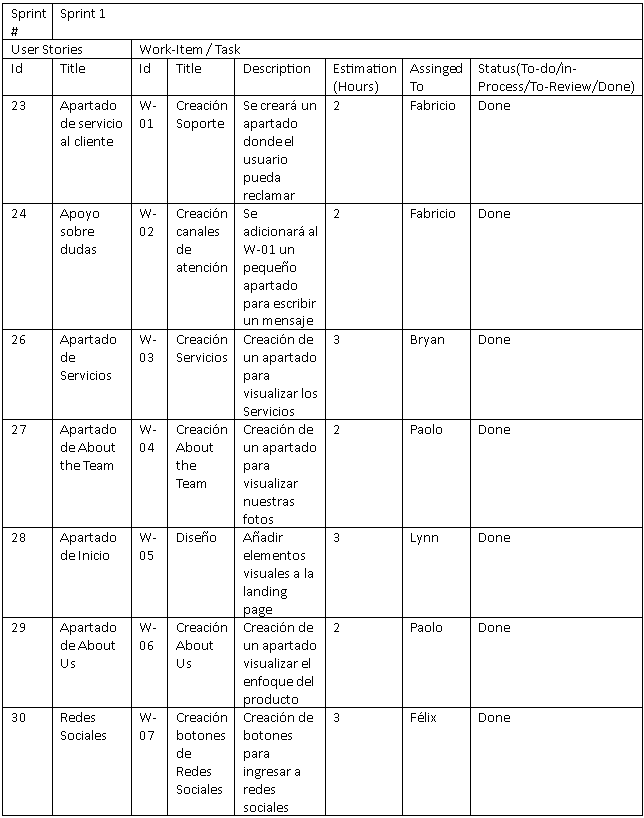 Sprint
#
Sprint 1
User Stories
Work-Item / Task
Id
Title
Id
Title
Description
Estimation
(Hours)
Assinged
To
Status(To-do/in-
Process/To-Review/Done)
23
Apartado
de servicio
al cliente
W-
01
Creación
Soporte
Se creará un
apartado
donde el
usuario
pueda
reclamar
2
Fabricio
Done
24
Apoyo
sobre
dudas
W-
02
Creación
canales
de
atención
Se
adicionará al
W-01 un
pequeño
apartado
para escribir
un mensaje
2
Fabricio
Done
26
Apartado
de
Servicios
W-
03
Creación
Servicios
Creación de
un apartado
para
visualizar los
Servicios
3
Bryan
Done
27
Apartado
de About
the Team
W-
04
Creación
About
the
Team
Creación de
un apartado
para
visualizar
nuestras
fotos
2
Paolo
Done
28
Apartado
de Inicio
W-
05
Diseño
Añadir
elementos
visuales a la
landing
page
3
Lynn
Done
29
Apartado
de About
Us
W-
06
Creación
About
Us
Creación de
un apartado
visualizar el
enfoque del
producto
2
Paolo
Done
30
Redes
Sociales
W-
07
Creación
botones
de
Redes
Sociales
Creación de
botones
para
ingresar a
redes
sociales
3
Félix
Done